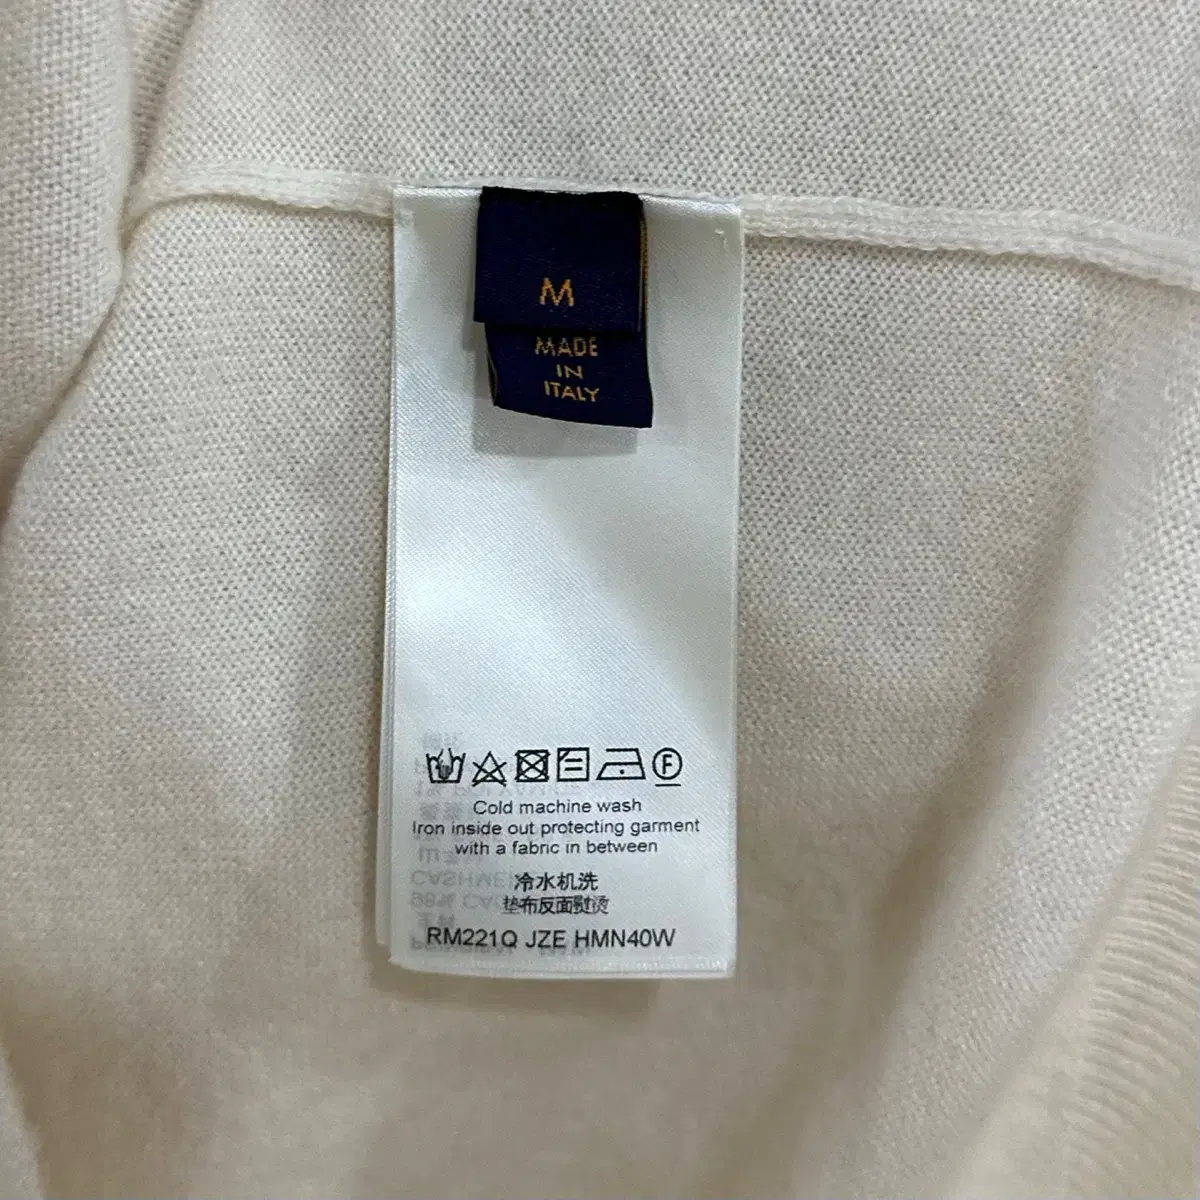 M
MADE
IN
ITALY
F
Cold machine wash
Iron inside out protecting garment
with a fabric in between
冷水机洗
垫布反面熨烫
RM221Q JZE HMN40W